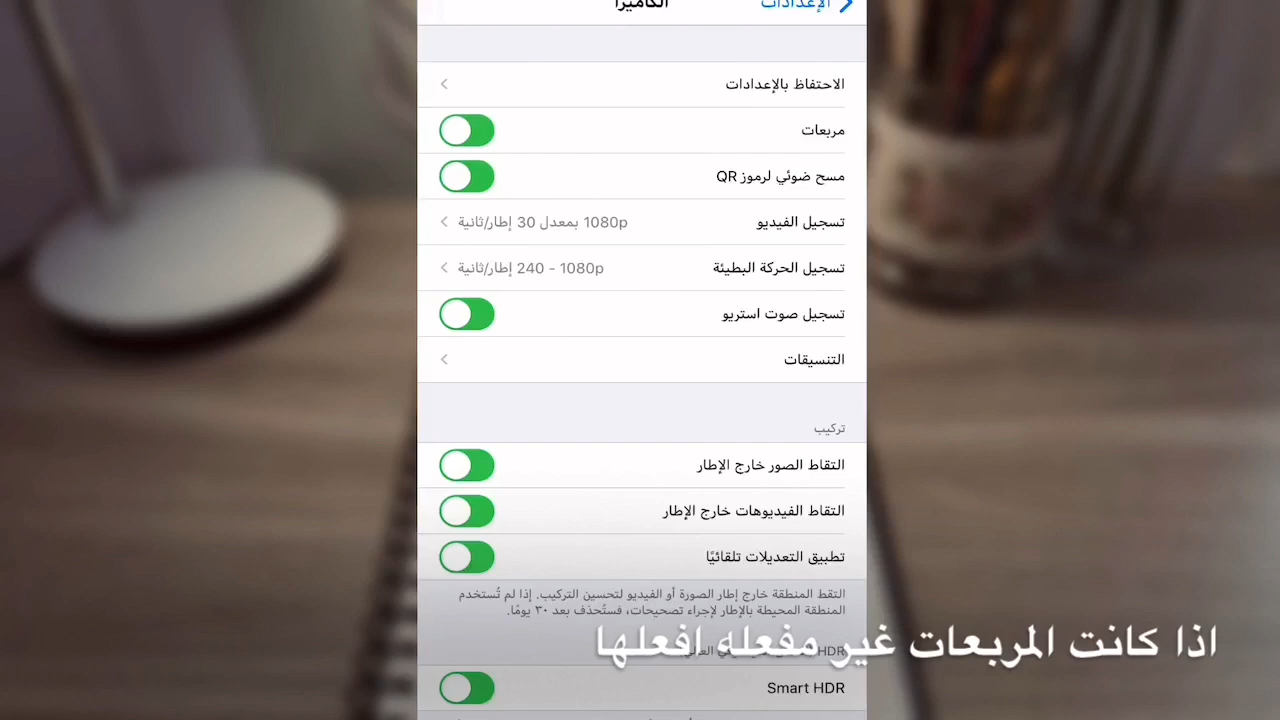 الإعدادات
الكاميرا
الاحتفاظ بالإعدادات
مربعات
مسح ضوئي لرموز QR
تسجيل الفيديو 1080p بمعدل 30 إطار/ثانية
تسجيل الحركة البطيئة 1080p - 240 إطار/ثانية
تسجيل صوت استريو
التنسيقات
تركيب
التقاط الصور خارج الإطار
التقاط الفيديوهات خارج الإطار
تطبيق التعديلات تلقائيًا
التقط المنطقة خارج إطار الصورة أو الفيديو لتحسين التركيب. إذا لم تُستخدم
المنطقة المحيطة بالإطار لإجراء تصحيحات، فستُحذف بعد ٣٠ يومًا.
اذا كانت المربعات غير مفعله افعلها
HDR
Smart HDR